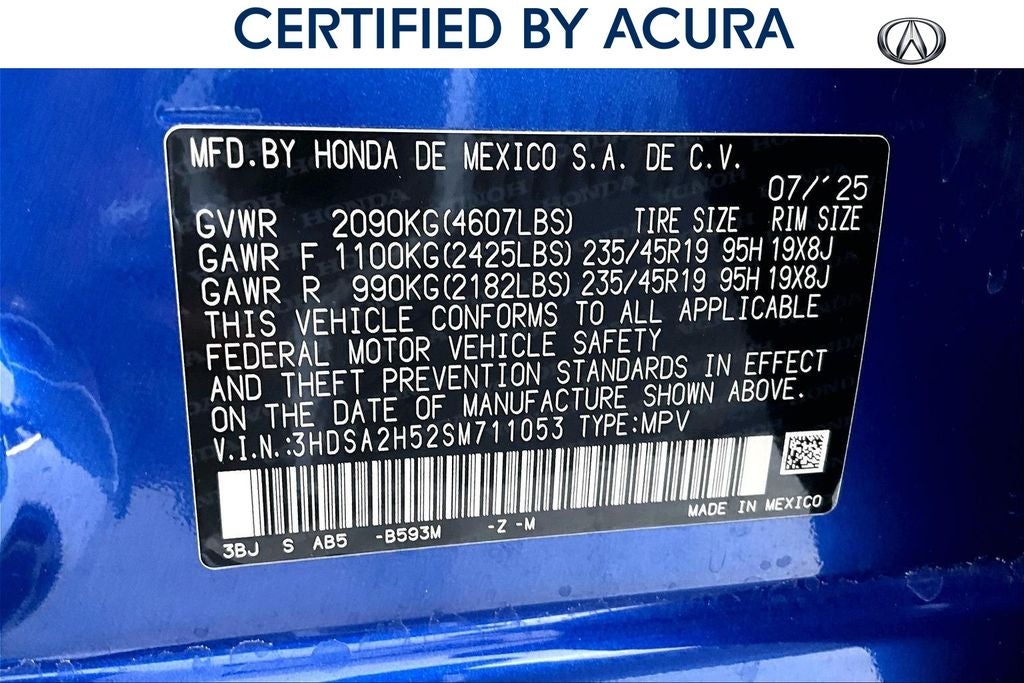 CERTIFIED BY ACURA
MFD.BY HONDA DE MEXICO S.A. DE C.V.
07/'25
GVWR 2090KG(4607LBS) TIRE SIZE RIM SIZE
GAWR F 1100KG(2425LBS) 235/45R19 95H 19X8J
GAWR R 990KG(2182LBS) 235/45R19 95H 19X8J
THIS VEHICLE CONFORMS TO ALL APPLICABLE
FEDERAL MOTOR VEHICLE SAFETY
AND THEFT PREVENTION STANDARDS IN EFFECT
ON THE DATE OF MANUFACTURE SHOWN ABOVE.
V.I.N.:3HDSA2H52SM711053 TYPE:MPV
MADE IN MEXICO
3BJ S AB5 -B593M -Z -M